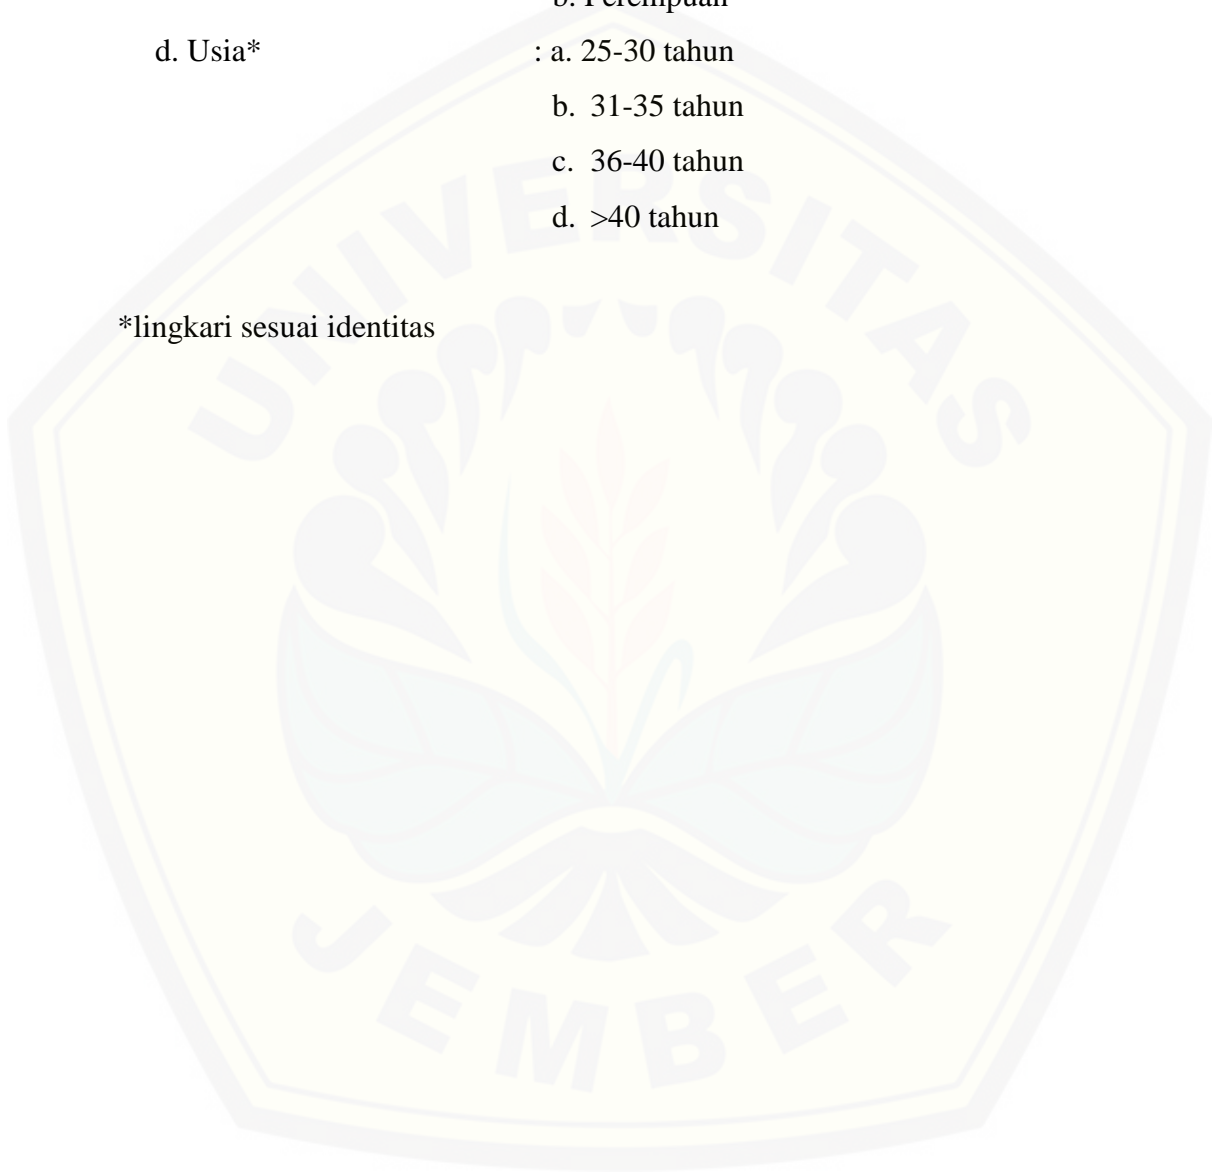 b. Perempuan
d. Usia* : a. 25-30 tahun
b. 31-35 tahun
c. 36-40 tahun
d. >40 tahun
*lingkari sesuai identitas
UNIVERSITAS
JEMBER